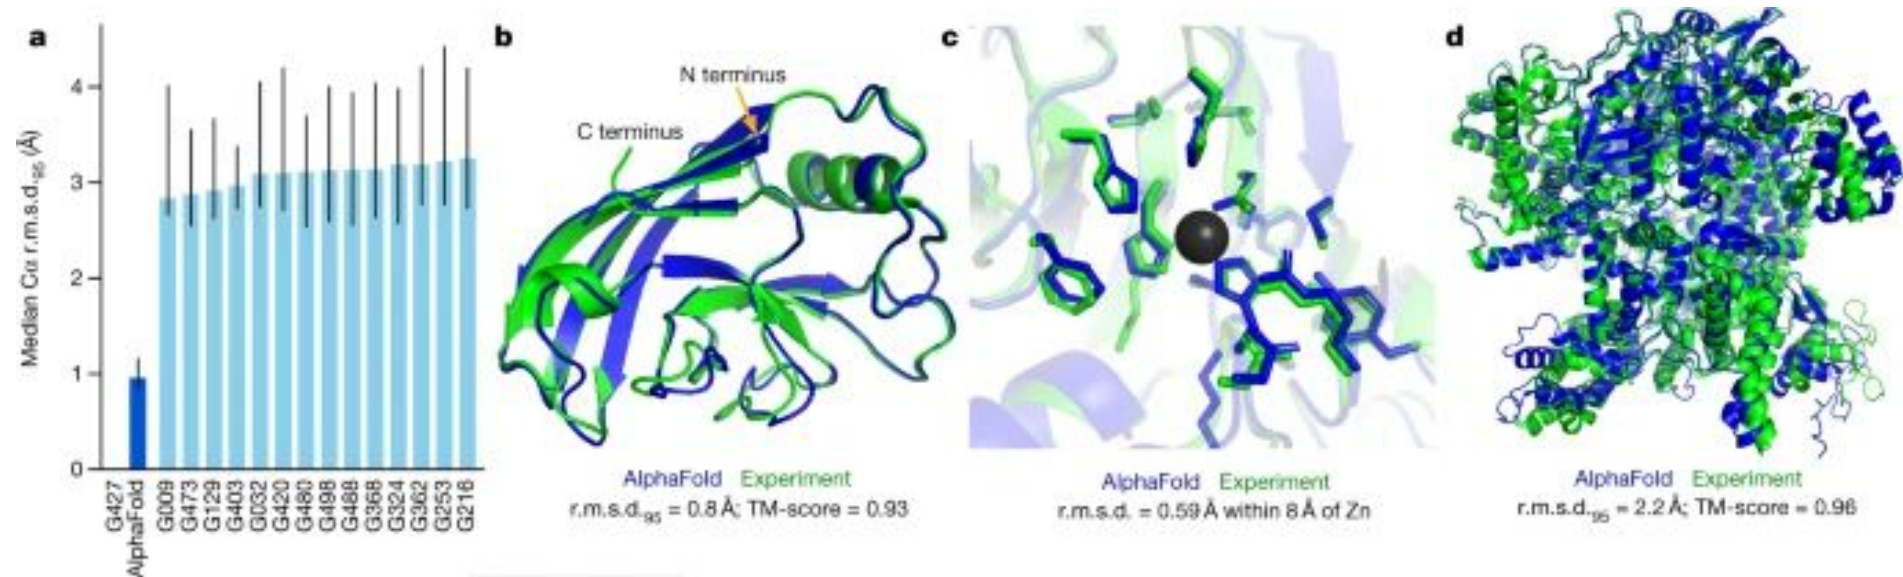 a
Median Cα r.m.s.d.95 (Å)
4
3
2
1
0
G427
AlphaFold
G009
G473
G129
G403
G032
G420
G480
G498
G488
G368
G324
G362
G253
G216
b
N terminus
C terminus
AlphaFold Experiment
r.m.s.d.95 = 0.8 Å; TM-score = 0.93
c
AlphaFold Experiment
r.m.s.d. = 0.59 Å within 8 Å of Zn
d
AlphaFold Experiment
r.m.s.d.95 = 2.2 Å; TM-score = 0.96